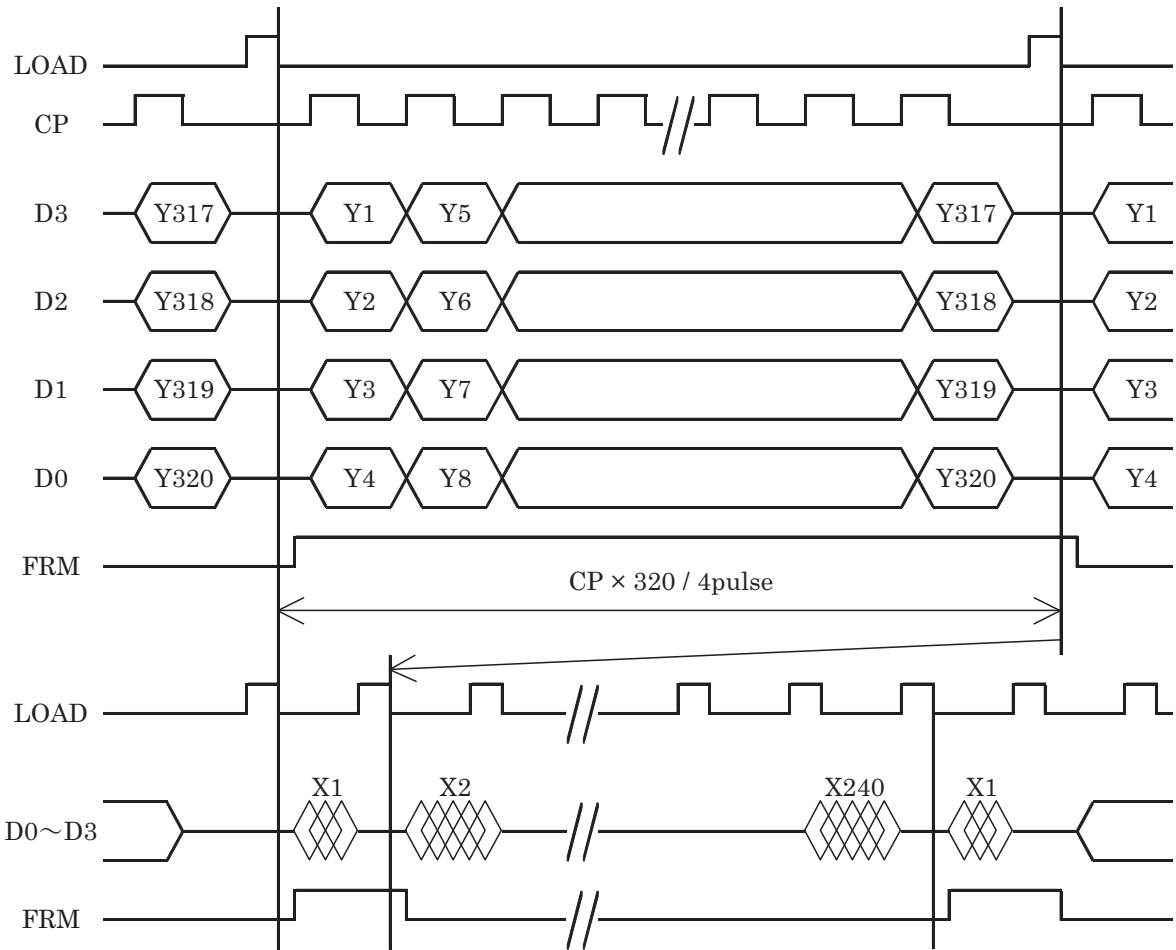 LOAD
CP
D3 Y317 Y1 Y5 Y317 Y1
D2 Y318 Y2 Y6 Y318 Y2
D1 Y319 Y3 Y7 Y319 Y3
D0 Y320 Y4 Y8 Y320 Y4
FRM
CP × 320 / 4pulse
LOAD
X1 X2 X240 X1
D0～D3
FRM